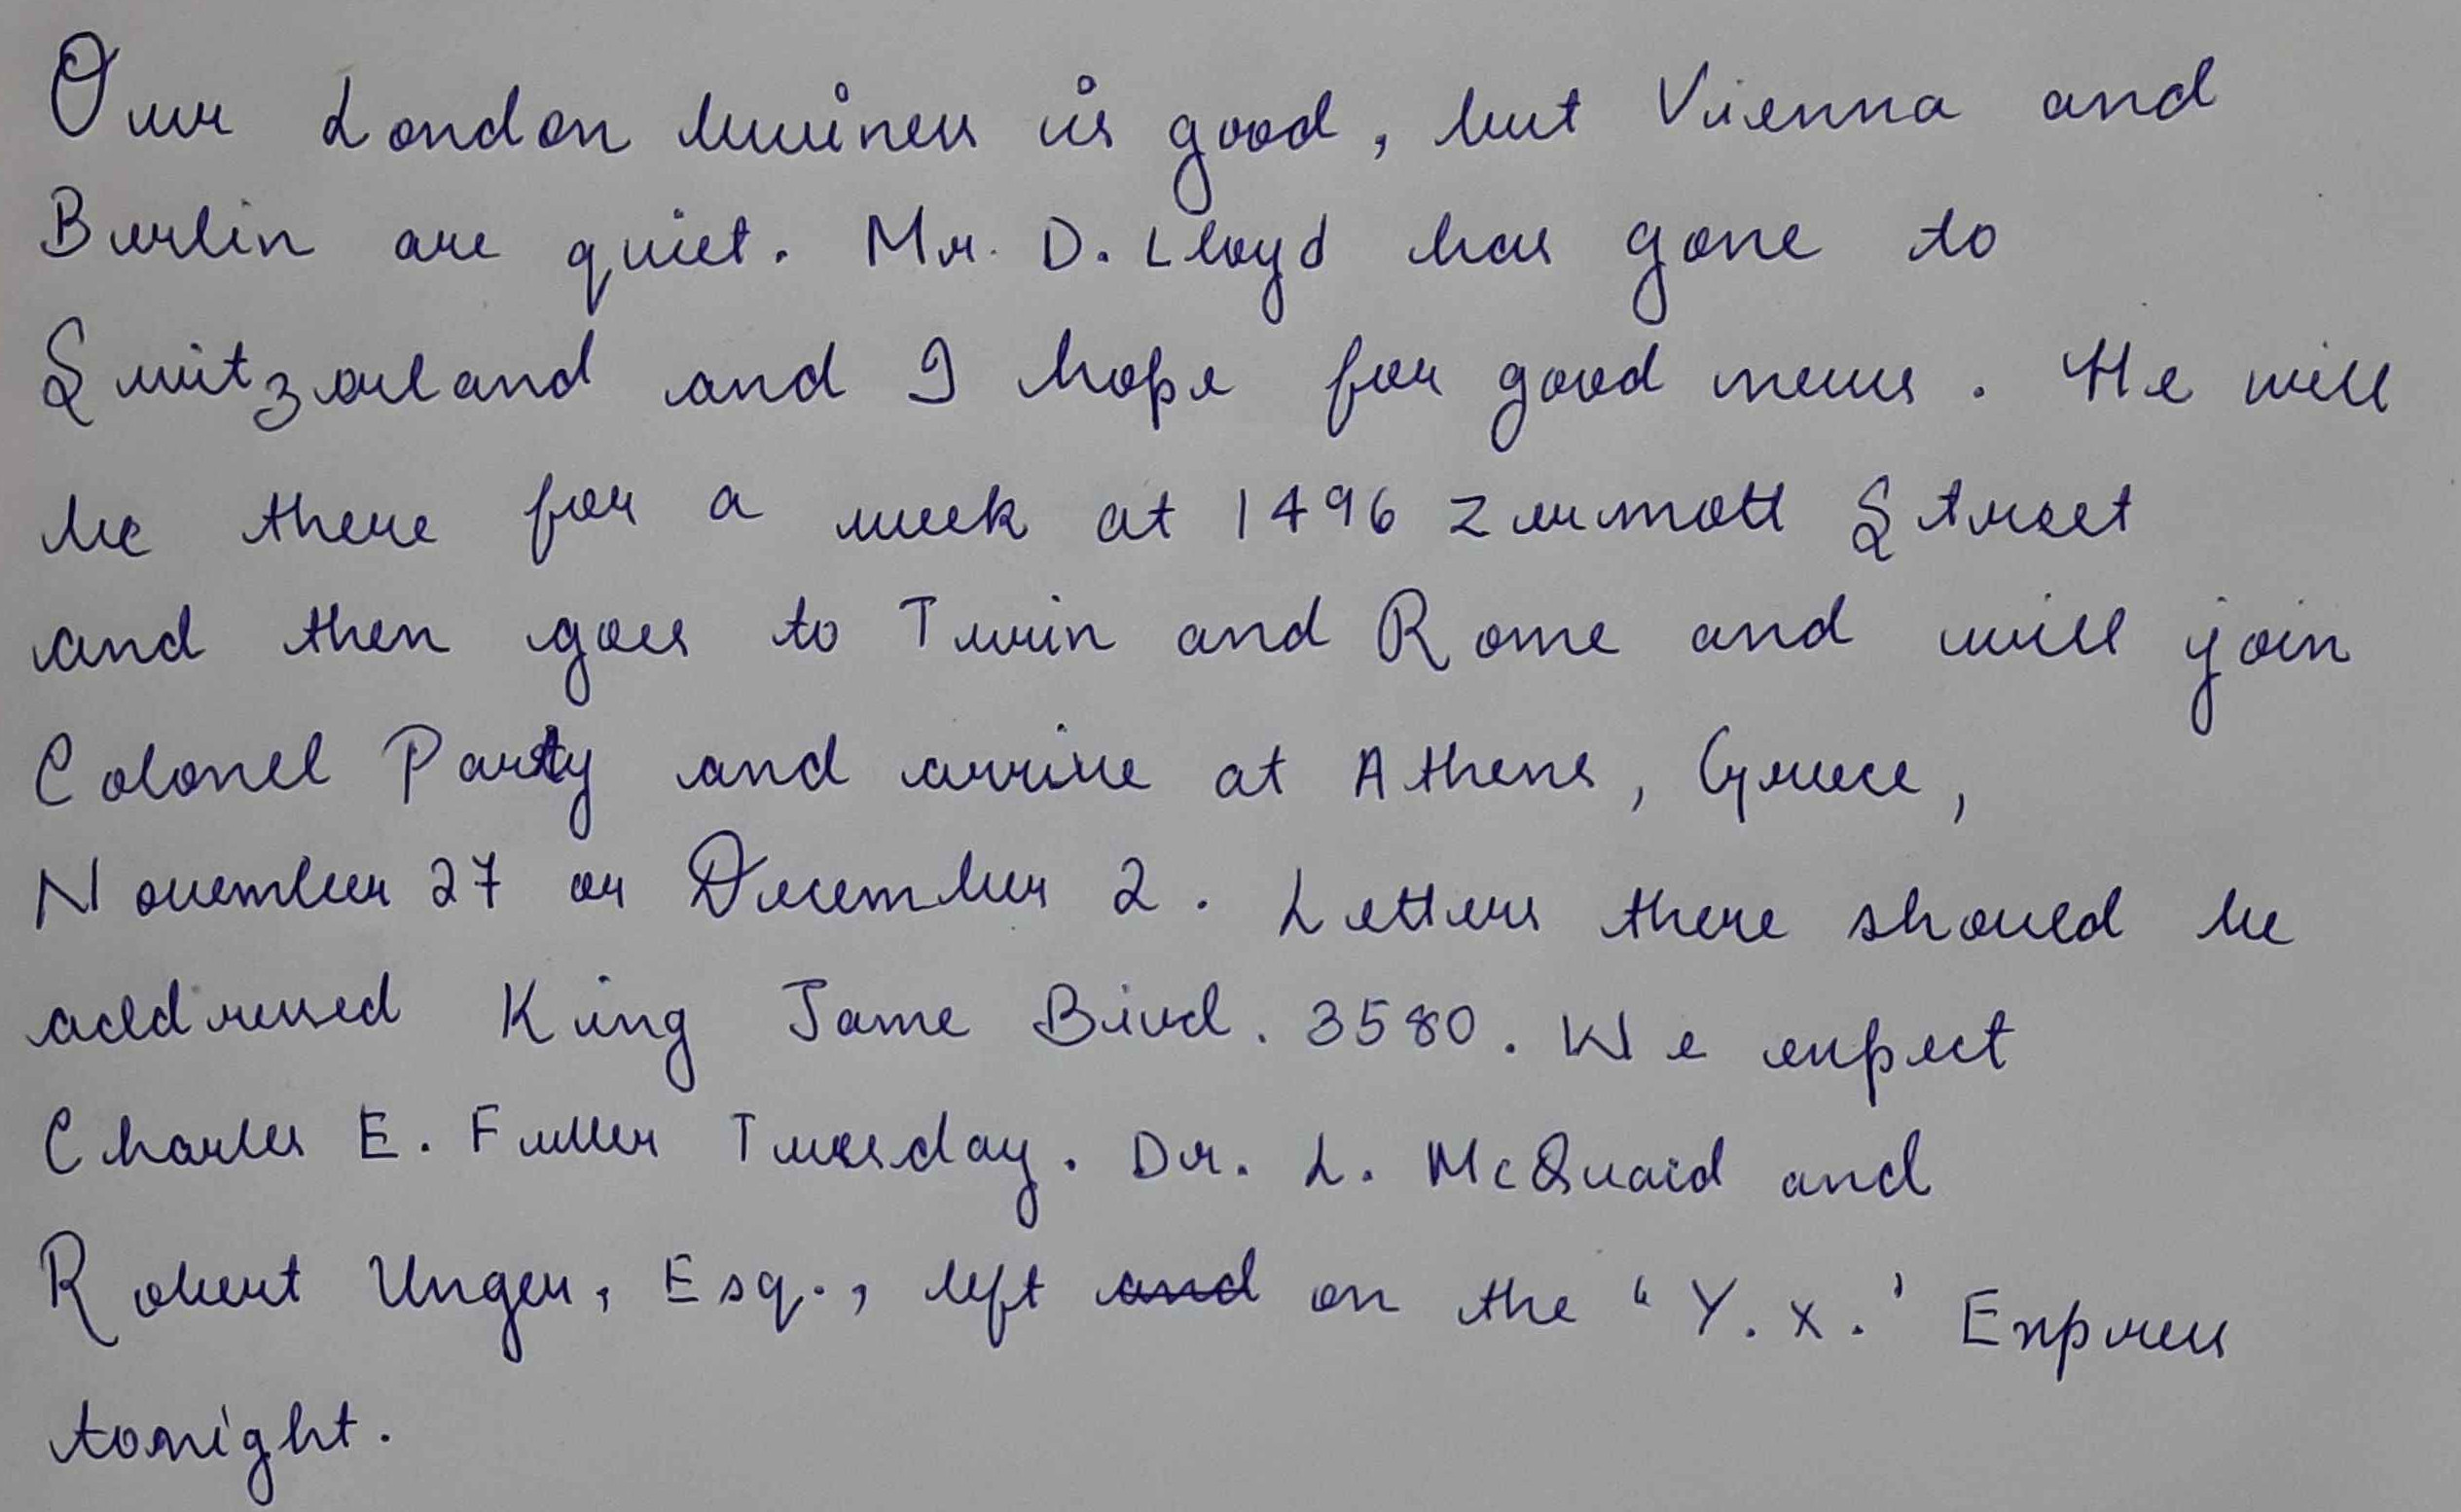 Our London business is good, but Vienna and
Berlin are quiet. Mr. D. Lloyd has gone to
Switzerland and I hope for good news. He will
be there for a week at 1496 Zermott Street
and then goes to Turin and Rome and will join
Colonel Party and arrive at Athens, Greece,
November 27 or December 2. Letters there should be
addressed King Jame Bivd. 3580. We expect
Charles E. Fuller Tuesday. Dr. L. McQuaid and
Robert Unger, Esq., left and on the "Y. X.' Express
tonight.